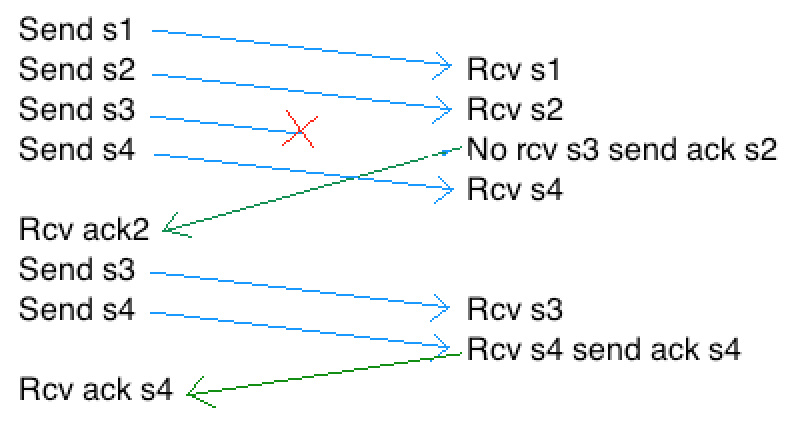 Send s1
Send s2
Send s3
Send s4
Rcv ack2
Send s3
Send s4
Rcv ack s4
Rcv s1
Rcv s2
No rcv s3 send ack s2
Rcv s4
Rcv s3
Rcv s4 send ack s4